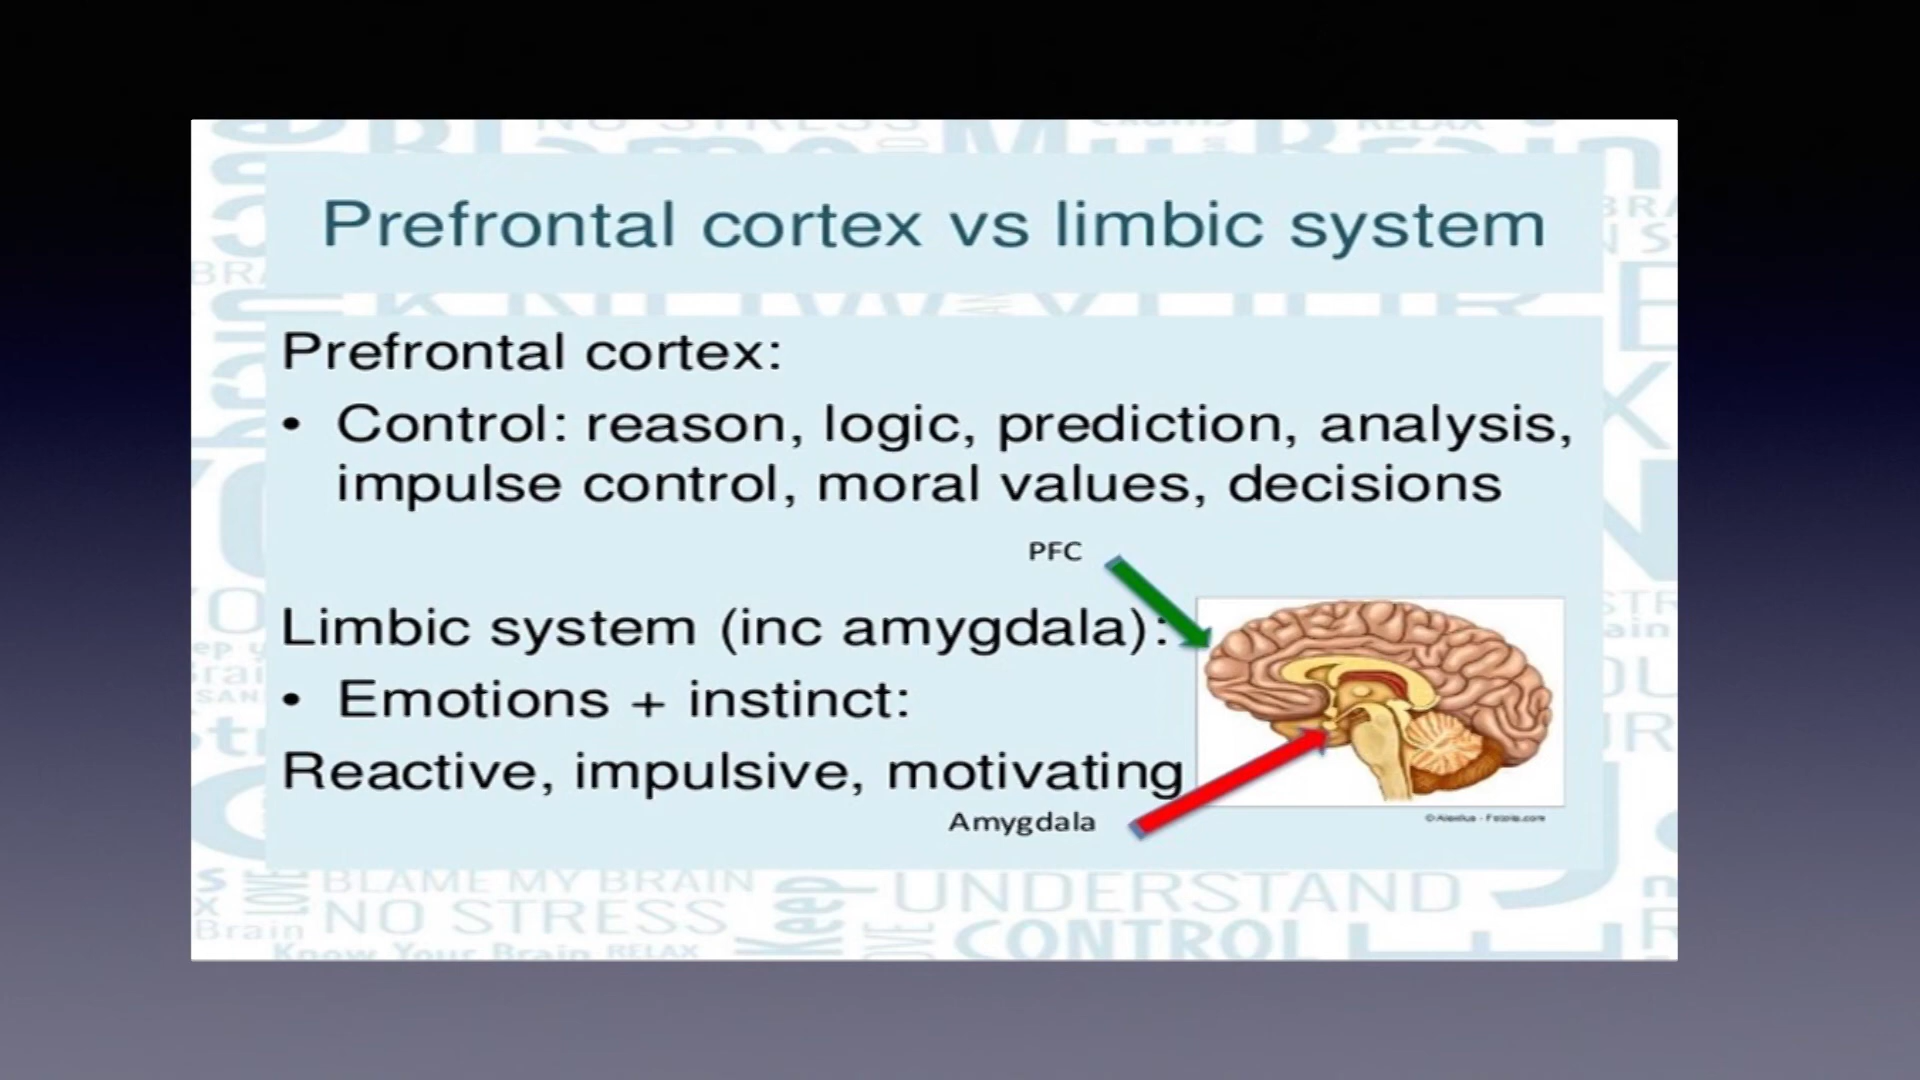 Prefrontal cortex vs limbic system
Prefrontal cortex:
• Control: reason, logic, prediction, analysis,
impulse control, moral values, decisions
PFC
Limbic system (inc amygdala):
• Emotions + instinct:
Reactive, impulsive, motivating
Amygdala
BLAME MY BRAIN
NO STRESS
Know Your Brain RELAX
keep
LOVE
UNDERSTAND
CONTROL